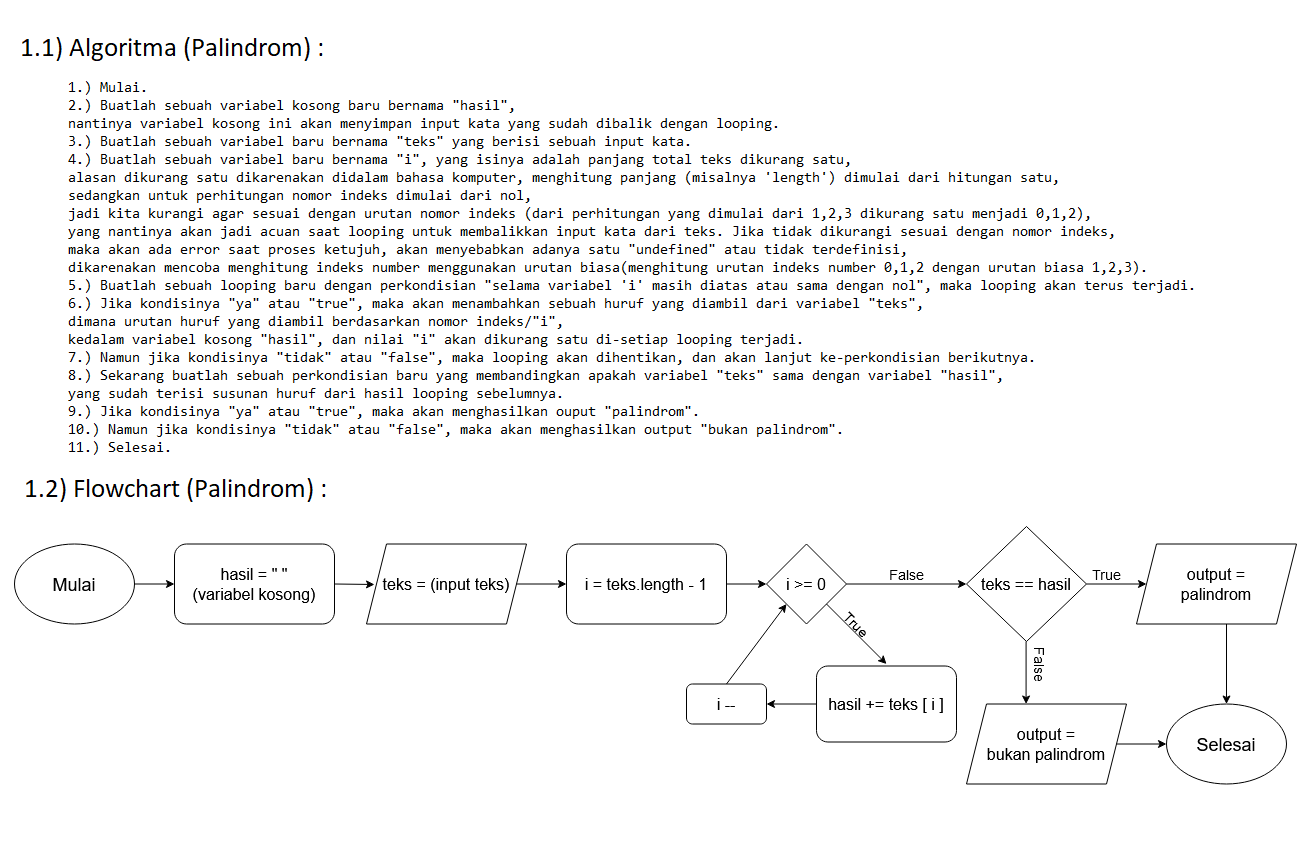 1.1) Algoritma (Palindrom) :
1.) Mulai.
2.) Buatlah sebuah variabel kosong baru bernama "hasil",
nantinya variabel kosong ini akan menyimpan input kata yang sudah dibalik dengan looping.
3.) Buatlah sebuah variabel baru bernama "teks" yang berisi sebuah input kata.
4.) Buatlah sebuah variabel baru bernama "i", yang isinya adalah panjang total teks dikurang satu,
alasan dikurang satu dikarenakan didalam bahasa komputer, menghitung panjang (misalnya 'length') dimulai dari hitungan satu,
sedangkan untuk perhitungan nomor indeks dimulai dari nol,
jadi kita kurangi agar sesuai dengan urutan nomor indeks (dari perhitungan yang dimulai dari 1,2,3 dikurang satu menjadi 0,1,2),
yang nantinya akan jadi acuan saat looping untuk membalikkan input kata dari teks. Jika tidak dikurangi sesuai dengan nomor indeks,
maka akan ada error saat proses ketujuh, akan menyebabkan adanya satu "undefined" atau tidak terdefinisi,
dikarenakan mencoba menghitung indeks number menggunakan urutan biasa(menghitung urutan indeks number 0,1,2 dengan urutan biasa 1,2,3).
5.) Buatlah sebuah looping baru dengan perkondisian "selama variabel 'i' masih diatas atau sama dengan nol", maka looping akan terus terjadi.
6.) Jika kondisinya "ya" atau "true", maka akan menambahkan sebuah huruf yang diambil dari variabel "teks",
dimana urutan huruf yang diambil berdasarkan nomor indeks/"i",
kedalam variabel kosong "hasil", dan nilai "i" akan dikurang satu di-setiap looping terjadi.
7.) Namun jika kondisinya "tidak" atau "false", maka looping akan dihentikan, dan akan lanjut ke-perkondisian berikutnya.
8.) Sekarang buatlah sebuah perkondisian baru yang membandingkan apakah variabel "teks" sama dengan variabel "hasil",
yang sudah terisi susunan huruf dari hasil looping sebelumnya.
9.) Jika kondisinya "ya" atau "true", maka akan menghasilkan ouput "palindrom".
10.) Namun jika kondisinya "tidak" atau "false", maka akan menghasilkan output "bukan palindrom".
11.) Selesai.
1.2) Flowchart (Palindrom) :
Mulai
hasil = " "
(variabel kosong)
teks = (input teks)
i = teks.length - 1
i >= 0
False
True
hasil += teks [ i ]
i --
teks == hasil
True
False
output =
palindrom
output =
bukan palindrom
Selesai